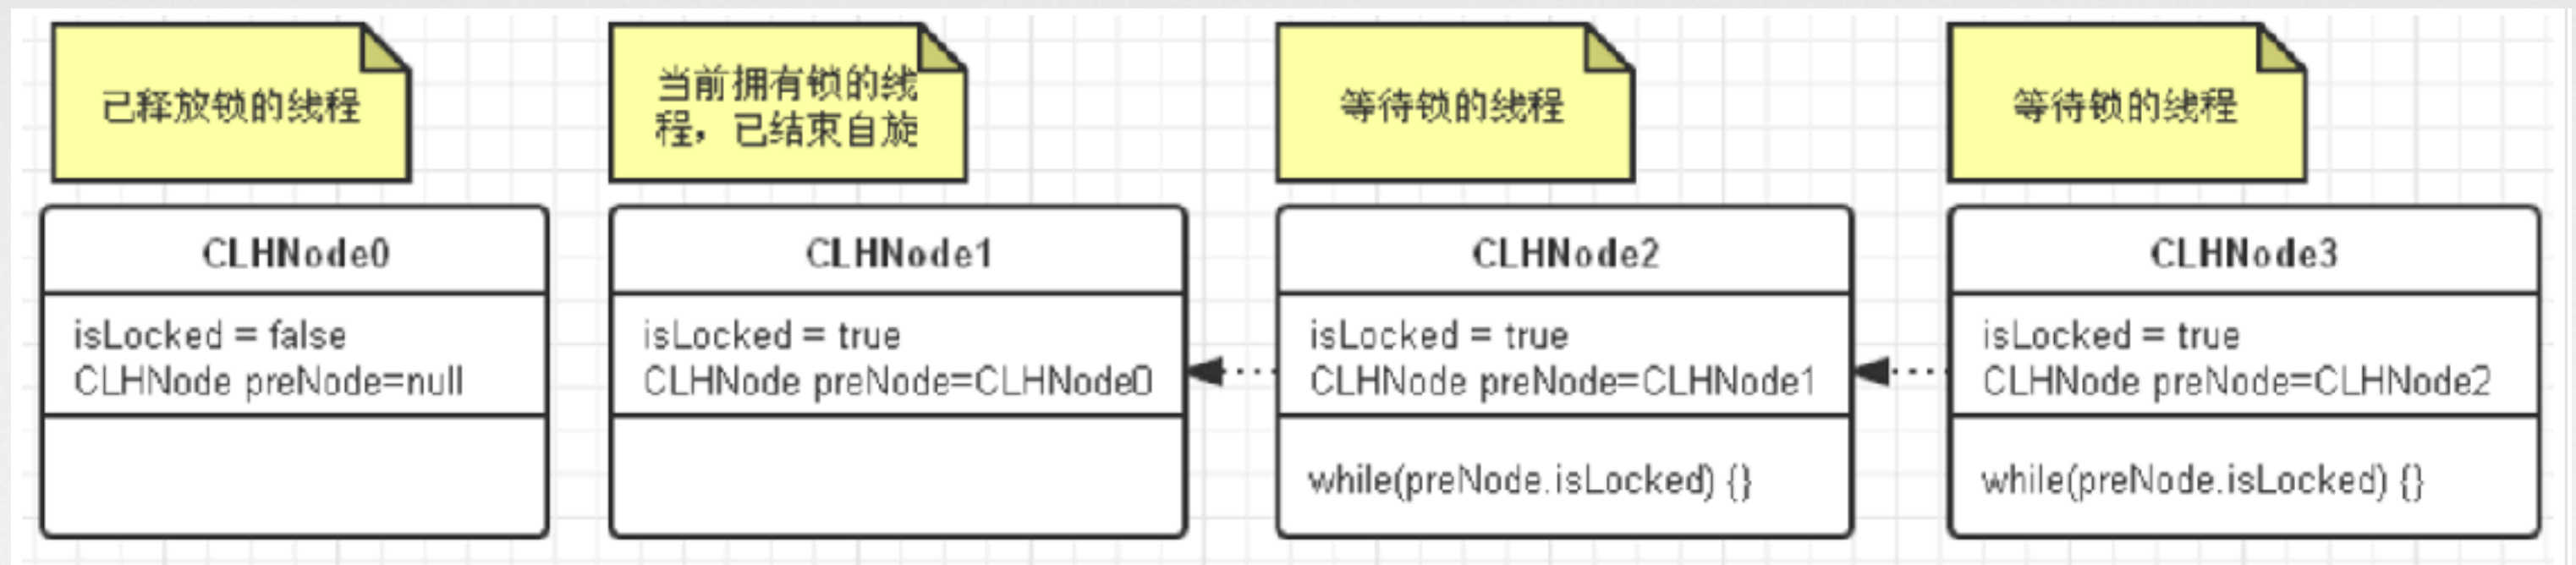 已释放锁的线程
当前拥有锁的线
程，已结束自旋
等待锁的线程
等待锁的线程
CLHNode0
isLocked = false
CLHNode preNode=null
CLHNode1
isLocked = true
CLHNode preNode=CLHNode0
CLHNode2
isLocked = true
CLHNode preNode=CLHNode1
while(preNode.isLocked) {}
CLHNode3
isLocked = true
CLHNode preNode=CLHNode2
while(preNode.isLocked) {}